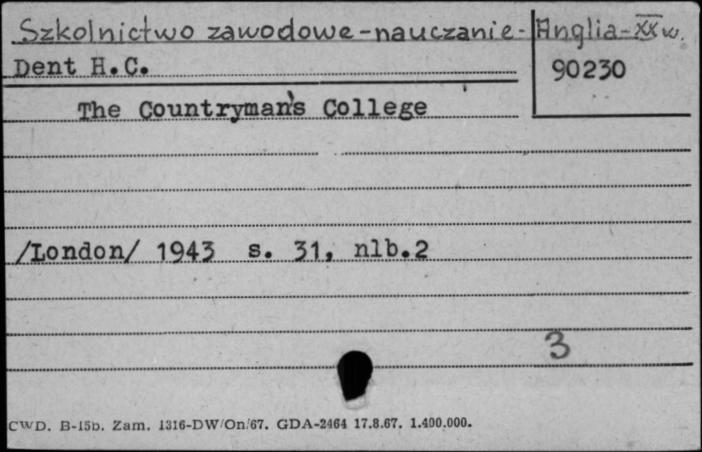 Szkolnictwo zawodowe-nauczanie-Anglia-XX w.
Dent H.C.
90230
The Countryman's College
/London/ 1943 s. 31, nlb.2
3
CWD. B-15b. Zam. 1316-DW/On/67. GDA-2464 17.8.67. 1.400.000.